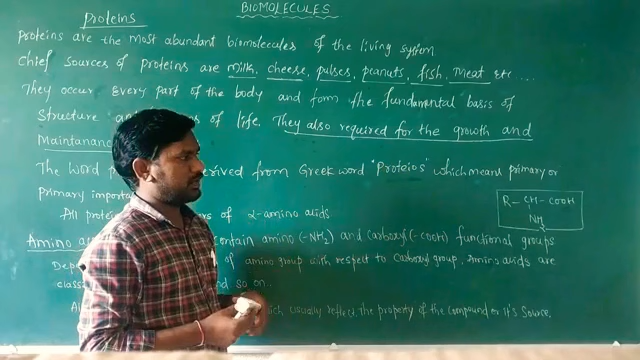 BIOMOLECULES
Proteins
Proteins are the most abundant biomolecules of the living system
Chief Sources of Proteins are milk, cheese, pulses, peanuts, fish, meat etc ....
They occur Every part of the body and form the fundamental basis of
Structure of life. They also required for the growth and
Maintanance
The Word derived from Greek word "Proteios" which means primary or
Primary importance
R – CH – COOH
NH2
All proteins of α-amino acids
Amino contain amino (-NH2) and Carboxyl (-COOH) functional groups
of amino group with respect to Carboxyl group, Amino acids are
and so on..
which usually reflect the property of the compound or it's Source.